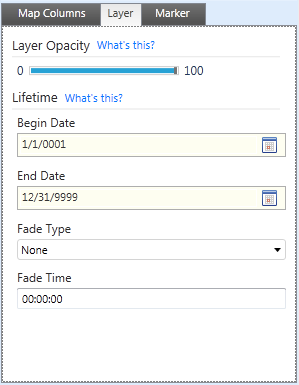 Map Columns Layer Marker
Layer Opacity What's this?
0 100
Lifetime What's this?
Begin Date
1/1/0001
End Date
12/31/9999
Fade Type
None
Fade Time
00:00:00